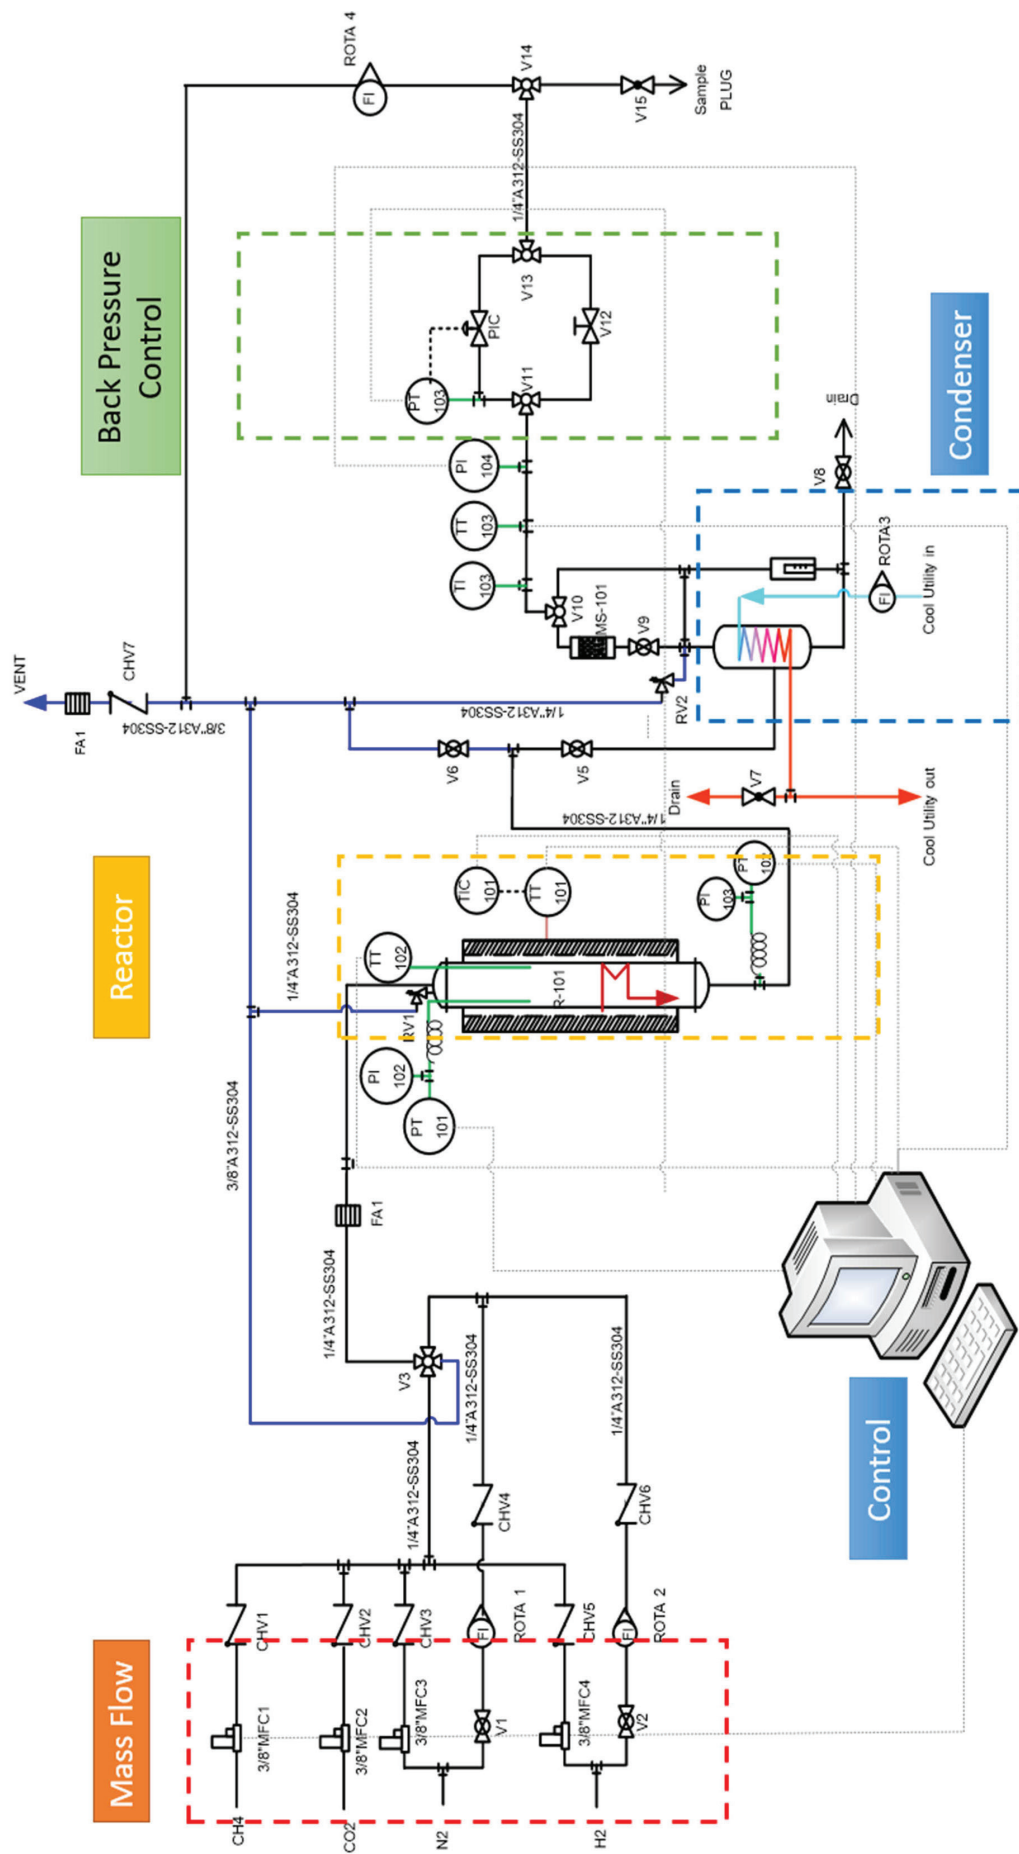 Mass Flow
Reactor
Back Pressure
Control
VENT
FA1
CHV7
3/8"A312-SS304
ROTA 4
FI
CH4
3/8"MFC1
CHV1
CO2
3/8"MFC2
CHV2
N2
3/8"MFC3
CHV3
V1
FI
ROTA 1
CHV4
H2
3/8"MFC4
CHV5
V2
FI
ROTA 2
CHV6
1/4"A312-SS304
1/4"A312-SS304
1/4"A312-SS304
V3
1/4"A312-SS304
FA1
3/8"A312-SS304
1/4"A312-SS304
PI
102
PT
101
RV1
TT
102
R-101
TIC
101
TT
101
PI
103
PT
102
1/4"A312-SS304
V6
V5
1/4"A312-SS304
RV2
Drain
V7
Cool Utility out
V9
MS-101
V10
TI
103
TT
103
PI
104
PT
103
PIC
V11
V12
V13
1/4"A312-SS304
V14
V15
Sample
PLUG
FI
ROTA3
Cool Utility in
V8
Drain
Condenser
Control